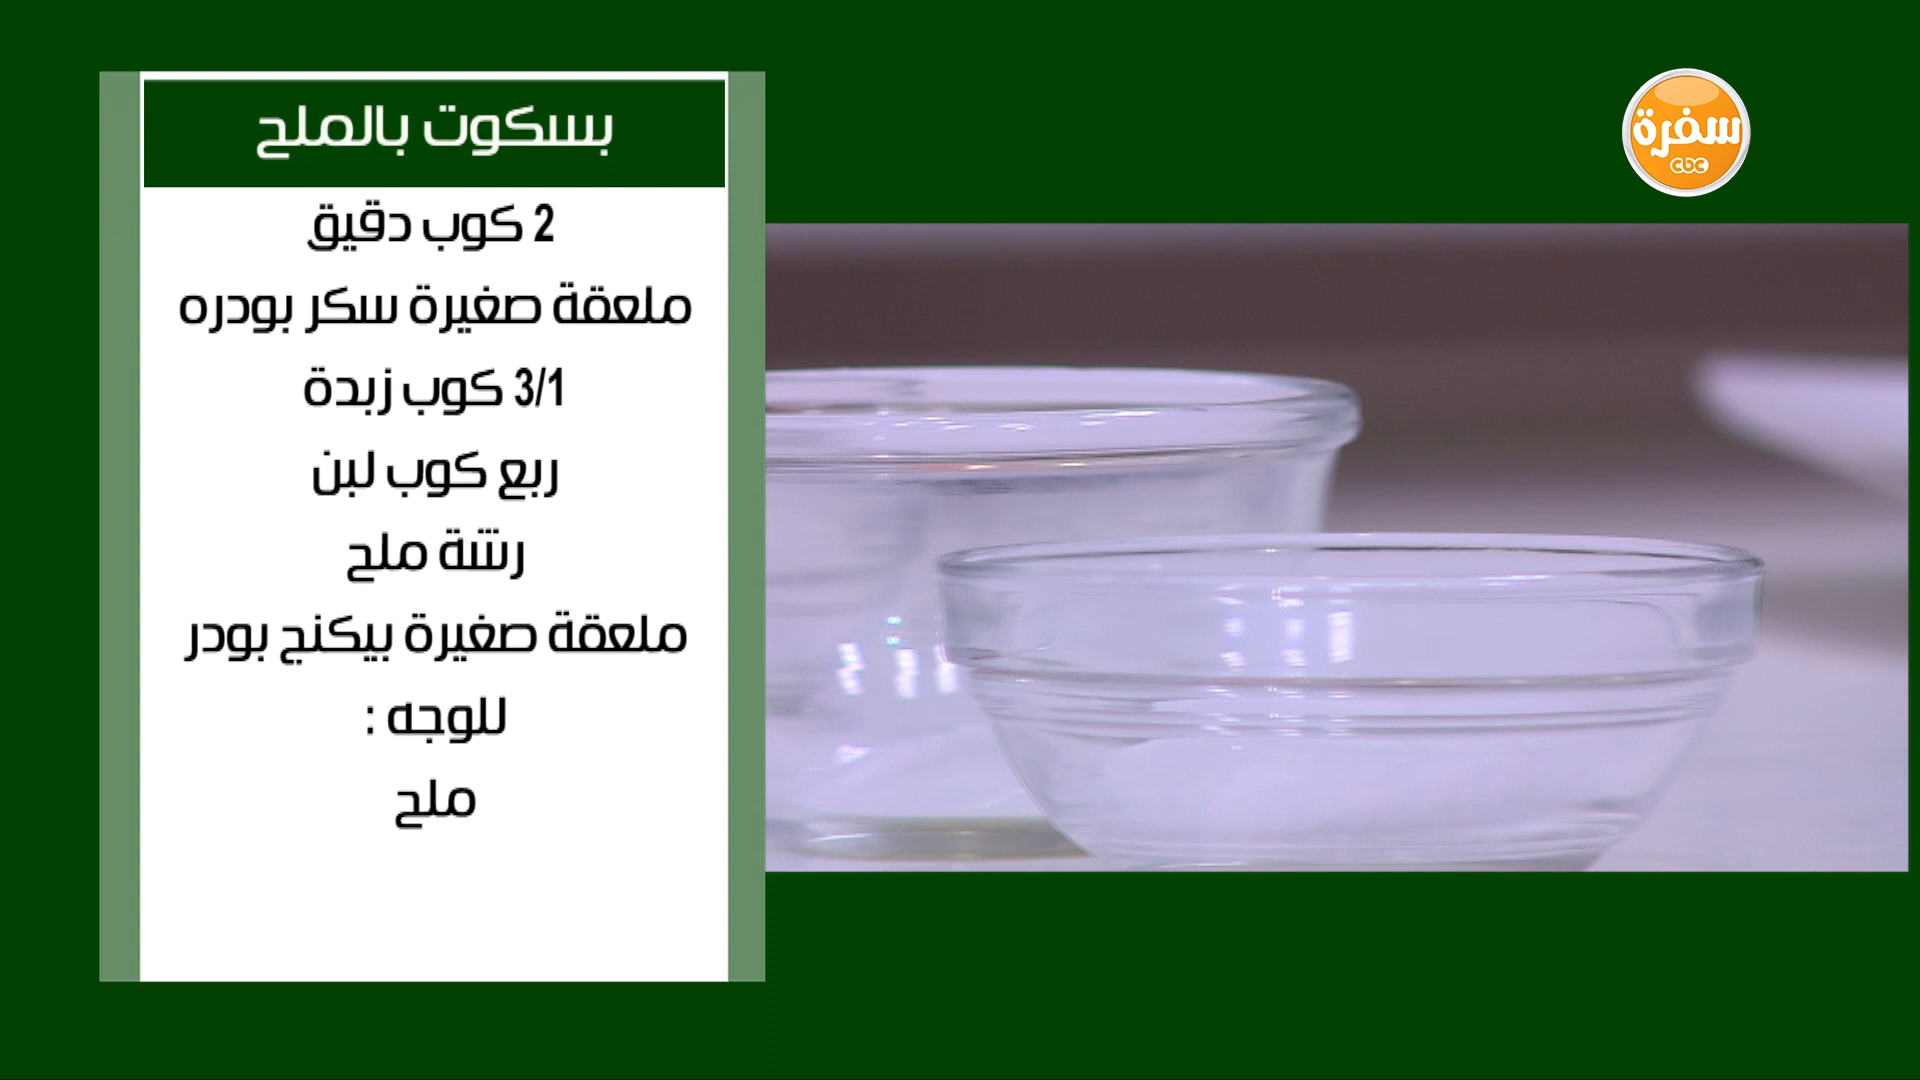 بسكوت بالملح
2 كوب دقيق
ملعقة صغيرة سكر بودره
3/1 كوب زبدة
ربع كوب لبن
رشة ملح
ملعقة صغيرة بيكنج بودر
للوجه :
ملح
سفرة
cbc